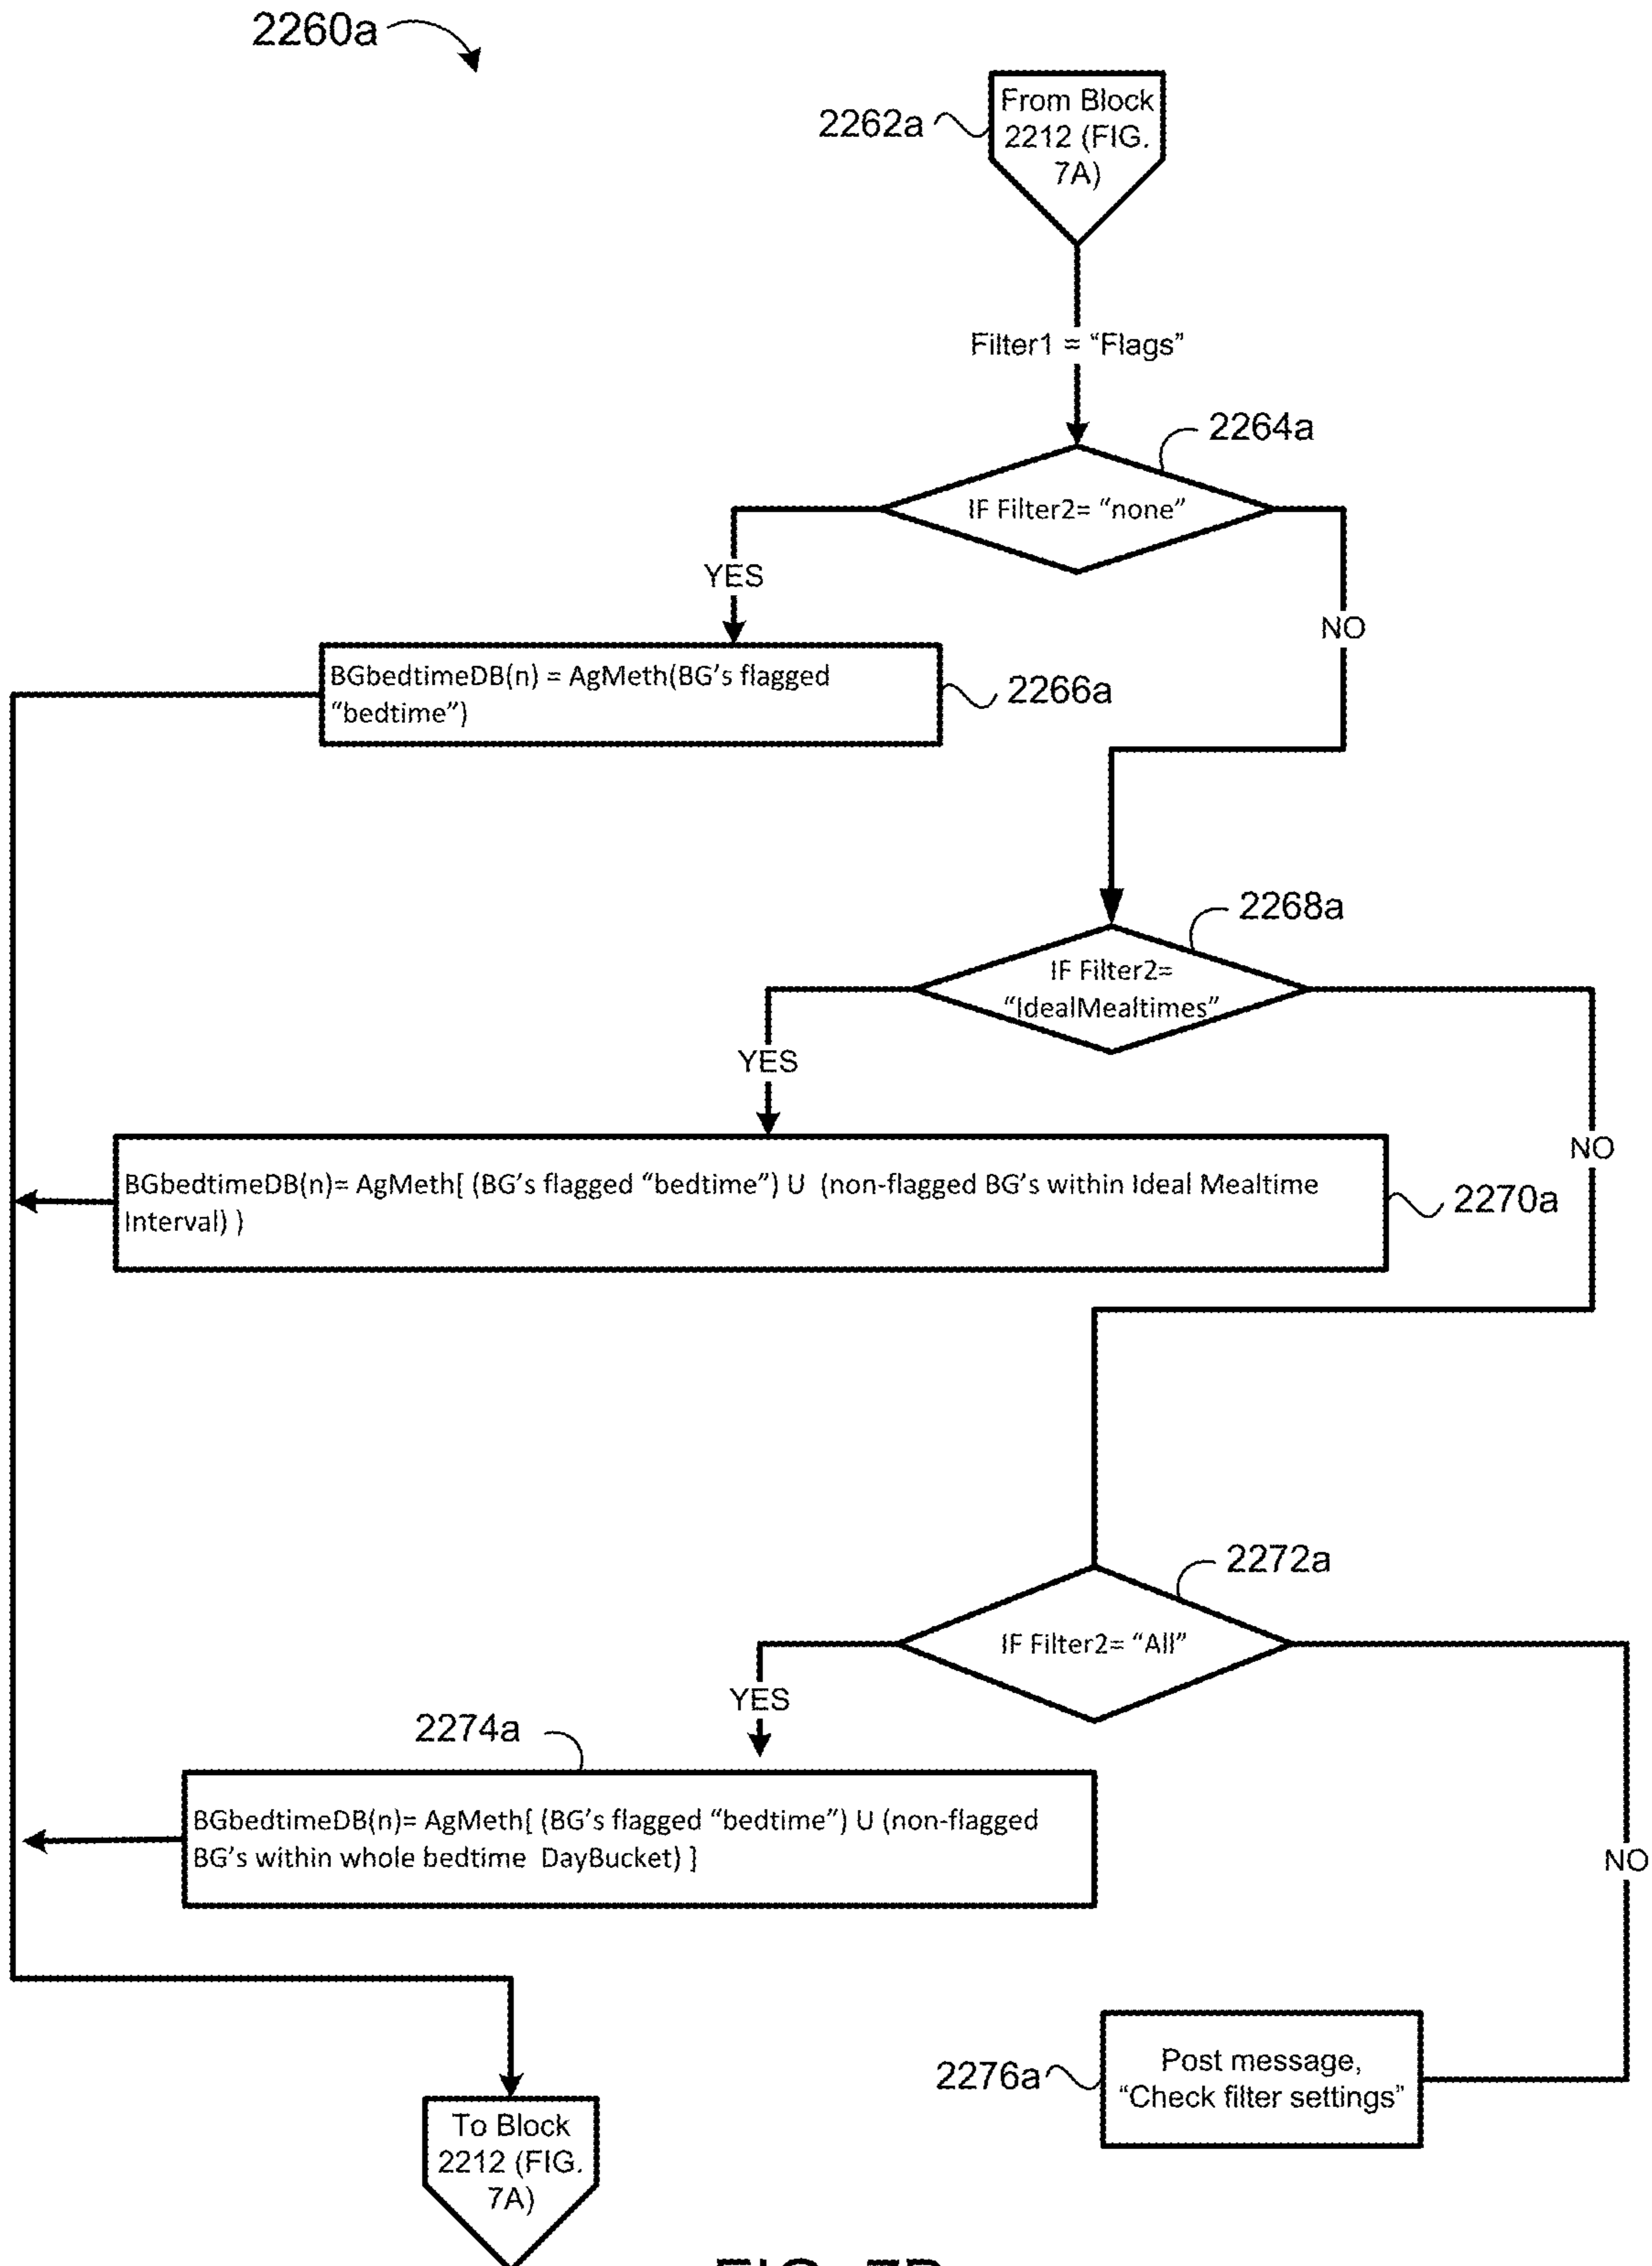 2260a
From Block
2212 (FIG.
7A)
2262a
Filter1 = “Flags”
2264a
IF Filter2= “none”
YES
NO
BGbedtimeDB(n) = AgMeth(BG’s flagged
“bedtime”)
2266a
2268a
IF Filter2=
“IdealMealtimes”
YES
NO
BGbedtimeDB(n)= AgMeth[ (BG’s flagged “bedtime”) U (non-flagged BG’s within Ideal Mealtime
Interval) )
2270a
2272a
IF Filter2= “All”
YES
2274a
BGbedtimeDB(n)= AgMeth[ (BG’s flagged “bedtime”) U (non-flagged
BG’s within whole bedtime DayBucket) ]
NO
2276a
Post message,
“Check filter settings”
To Block
2212 (FIG.
7A)